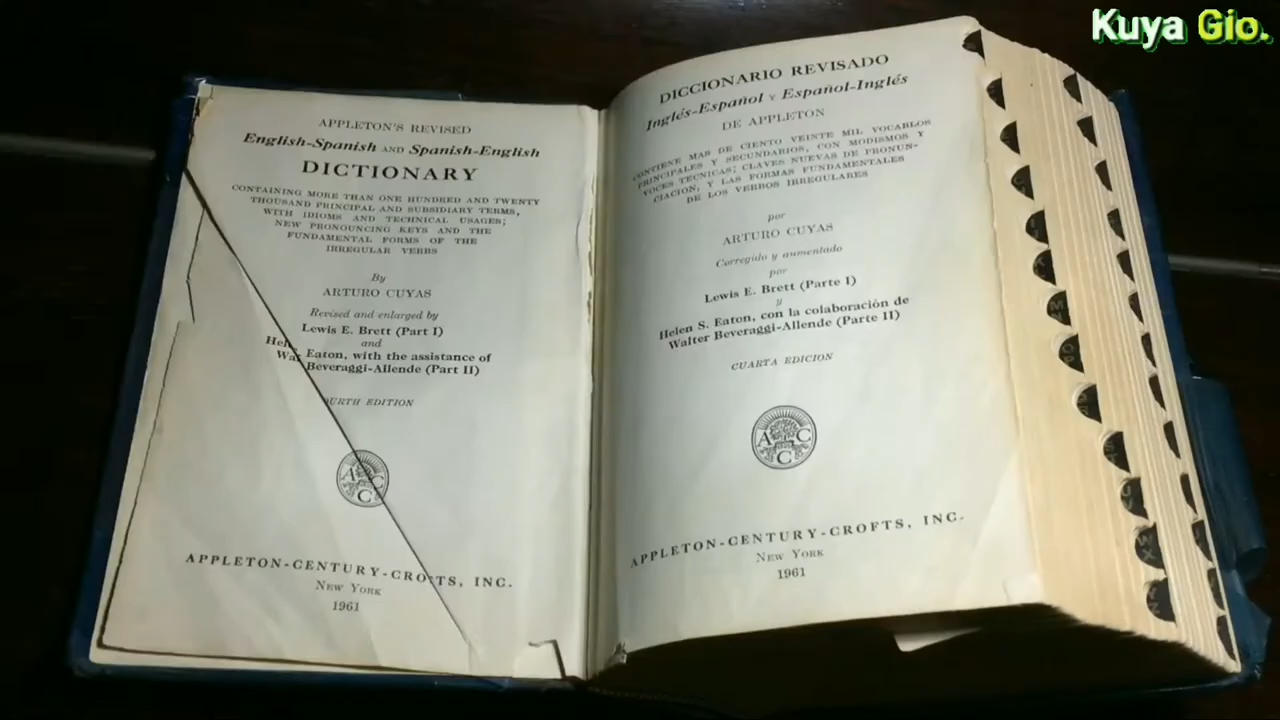 Kuya Gio.
APPLETON'S REVISED
English-Spanish AND Spanish-English
DICTIONARY
CONTAINING MORE THAN ONE HUNDRED AND TWENTY
THOUSAND PRINCIPAL AND SUBSIDIARY TERMS,
WITH IDIOMS AND TECHNICAL USAGES;
NEW PRONOUNCING KEYS AND THE
FUNDAMENTAL FORMS OF THE
IRREGULAR VERBS
By
ARTURO CUYAS
Revised and enlarged by
Lewis E. Brett (Part I)
and
Eaton, with the assistance of
Beveraggi-Allende (Part II)
EDITION
A C C
APPLETON-CENTURY-CROFTS, INC.
NEW YORK
1961
DICCIONARIO REVISADO
Inglés-Español Y Español-Inglés
DE APPLETON
CONTIENE MAS DE CIENTO VEINTE MIL VOCABLOS
PRINCIPALES Y SECUNDARIOS, CON MODISMOS Y
VOCES TECNICAS; CLAVES NUEVAS DE PRONUN-
CIACION; Y LAS FORMAS FUNDAMENTALES
DE LOS VERBOS IRREGULARES
por
ARTURO CUYAS
Corregido y aumentado
por
Lewis E. Brett (Parte I)
y
Helen S. Eaton, con la colaboración de
Walter Beveraggi-Allende (Parte II)
CUARTA EDICION
A C C
APPLETON-CENTURY-CROFTS, INC.
NEW YORK
1961
OP
WX
YZ